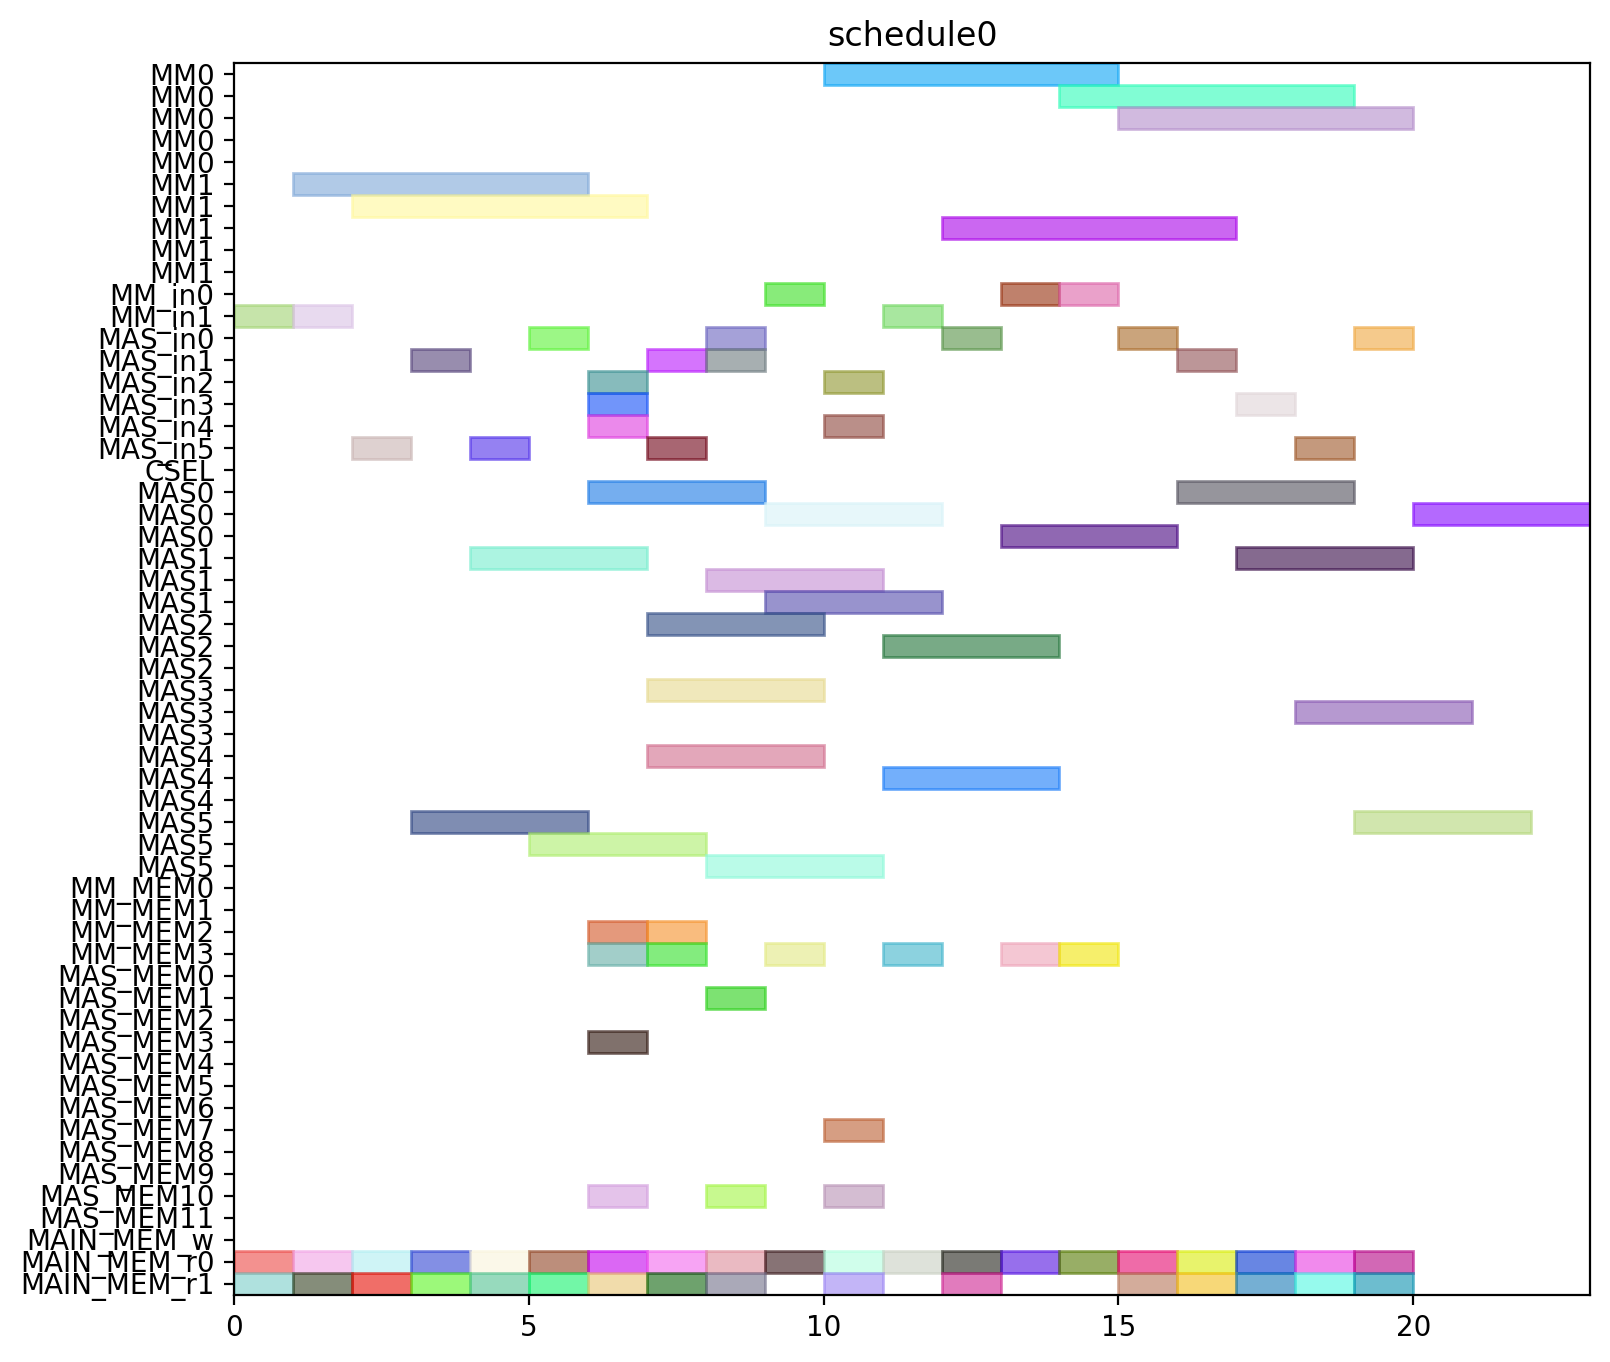 schedule0
MM0
MM0
MM0
MM0
MM0
MM1
MM1
MM1
MM1
MM1
MM_in0
MM_in1
MAS_in0
MAS_in1
MAS_in2
MAS_in3
MAS_in4
MAS_in5
CSEL
MAS0
MAS0
MAS0
MAS1
MAS1
MAS1
MAS2
MAS2
MAS2
MAS3
MAS3
MAS3
MAS4
MAS4
MAS4
MAS5
MAS5
MAS5
MM_MEM0
MM_MEM1
MM_MEM2
MM_MEM3
MAS_MEM0
MAS_MEM1
MAS_MEM2
MAS_MEM3
MAS_MEM4
MAS_MEM5
MAS_MEM6
MAS_MEM7
MAS_MEM8
MAS_MEM9
MAS_MEM10
MAS_MEM11
MAIN_MEM_w
MAIN_MEM_r0
MAIN_MEM_r1
0 5 10 15 20